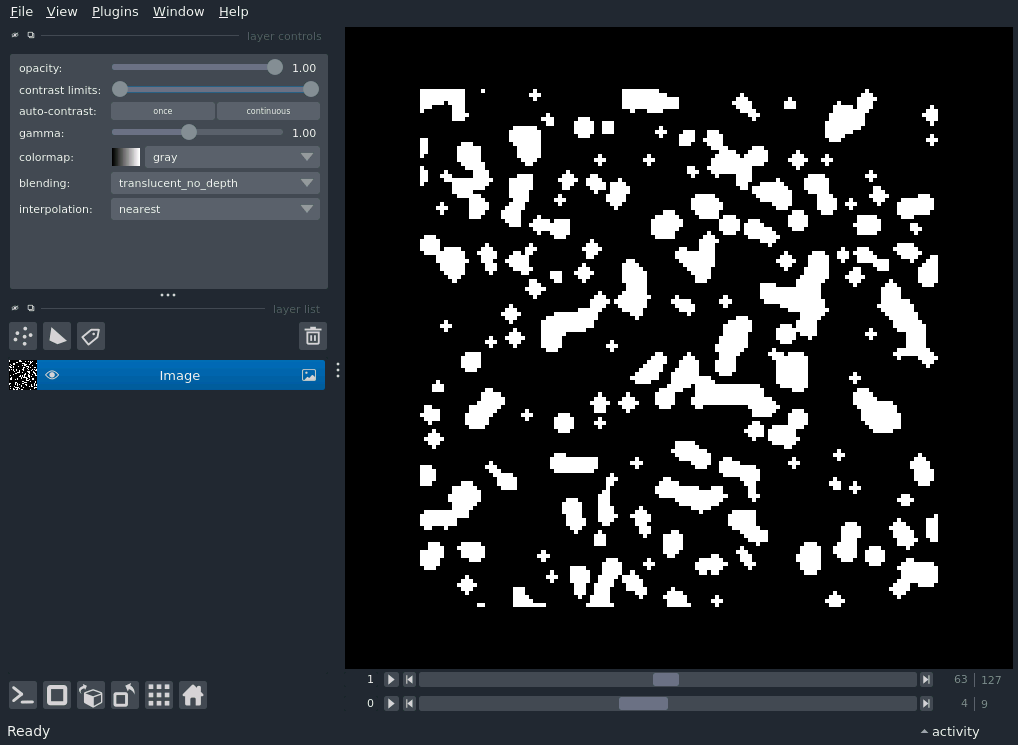 File View Plugins Window Help
layer controls
opacity: 1.00
contrast limits:
auto-contrast: once continuous
gamma: 1.00
colormap: gray
blending: translucent_no_depth
interpolation: nearest
layer list
Image
1 63 127
0 4 9
Ready activity